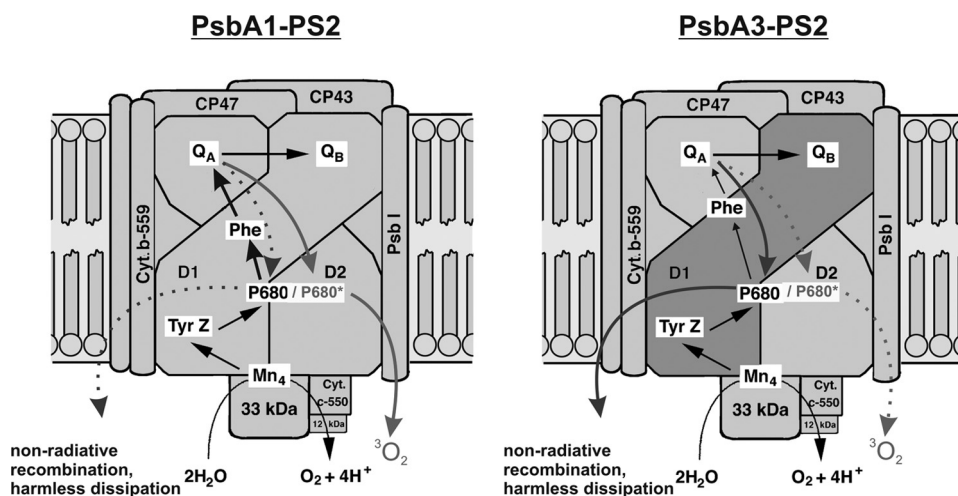 PsbA1-PS2
CP43
CP47
QA
QB
Cyt. b-559
Phe
Psb I
D1
D2
P680 / P680*
Tyr Z
Mn4
33 kDa
Cyt.
c-550
12 kDa
non-radiative
recombination,
harmless dissipation
2H2O
O2 + 4H+
3O2
PsbA3-PS2
CP43
CP47
QA
QB
Cyt. b-559
Phe
Psb I
D1
D2
P680 / P680*
Tyr Z
Mn4
33 kDa
Cyt.
c-550
12 kDa
non-radiative
recombination,
harmless dissipation
2H2O
O2 + 4H+
3O2